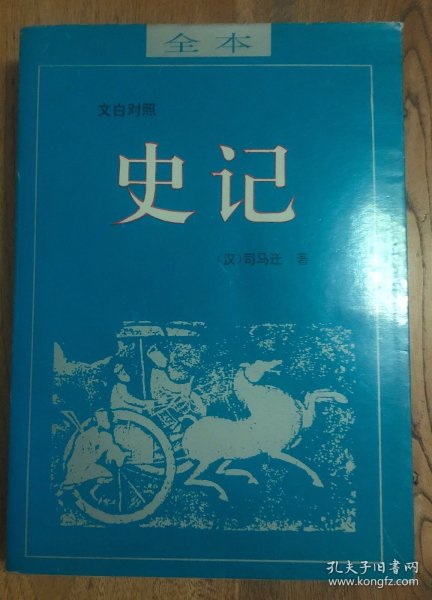 全本
文白对照
史记
(汉)司马迁 著
孔夫子旧书网
www.kongfz.com